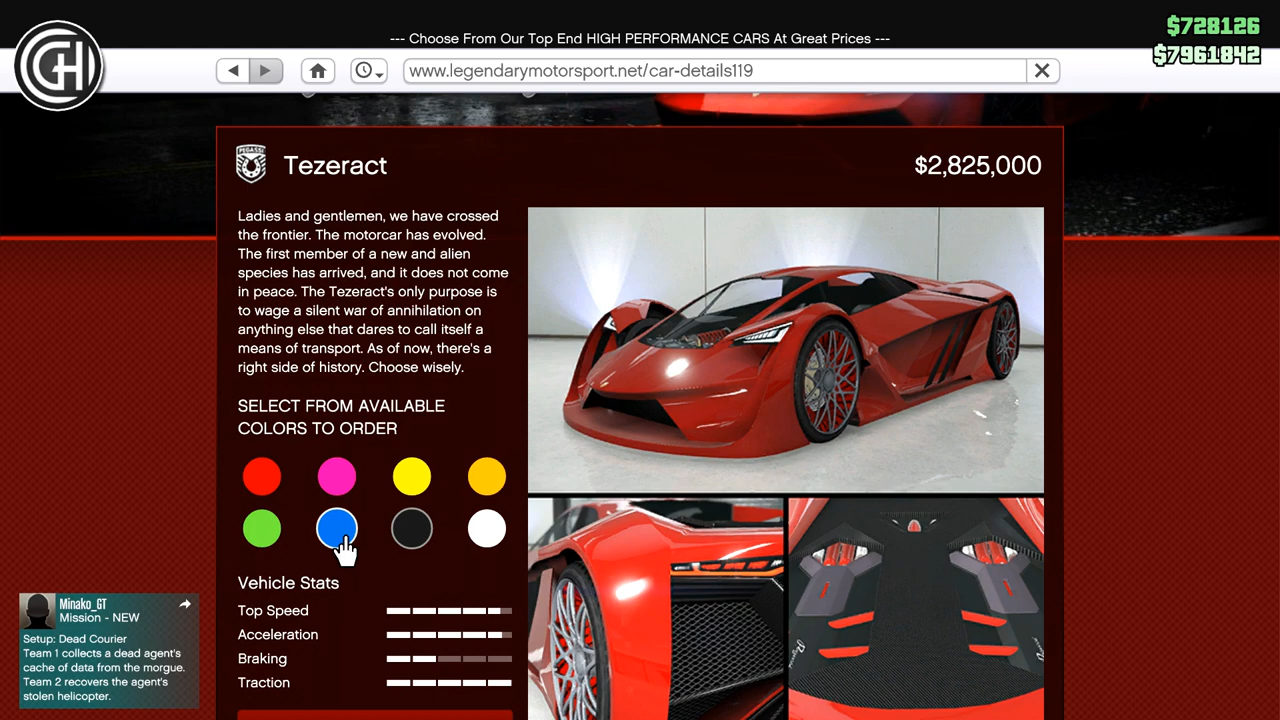 --- Choose From Our Top End HIGH PERFORMANCE CARS At Great Prices ---
$728126
$7961842
www.legendarymotorsport.net/car-details119
PEGASSI
Tezeract
$2,825,000
Ladies and gentlemen, we have crossed
the frontier. The motorcar has evolved.
The first member of a new and alien
species has arrived, and it does not come
in peace. The Tezeract's only purpose is
to wage a silent war of annihilation on
anything else that dares to call itself a
means of transport. As of now, there's a
right side of history. Choose wisely.
SELECT FROM AVAILABLE
COLORS TO ORDER
Vehicle Stats
Top Speed
Acceleration
Braking
Traction
Minako_GT
Mission - NEW
Setup: Dead Courier
Team 1 collects a dead agent's
cache of data from the morgue.
Team 2 recovers the agent's
stolen helicopter.